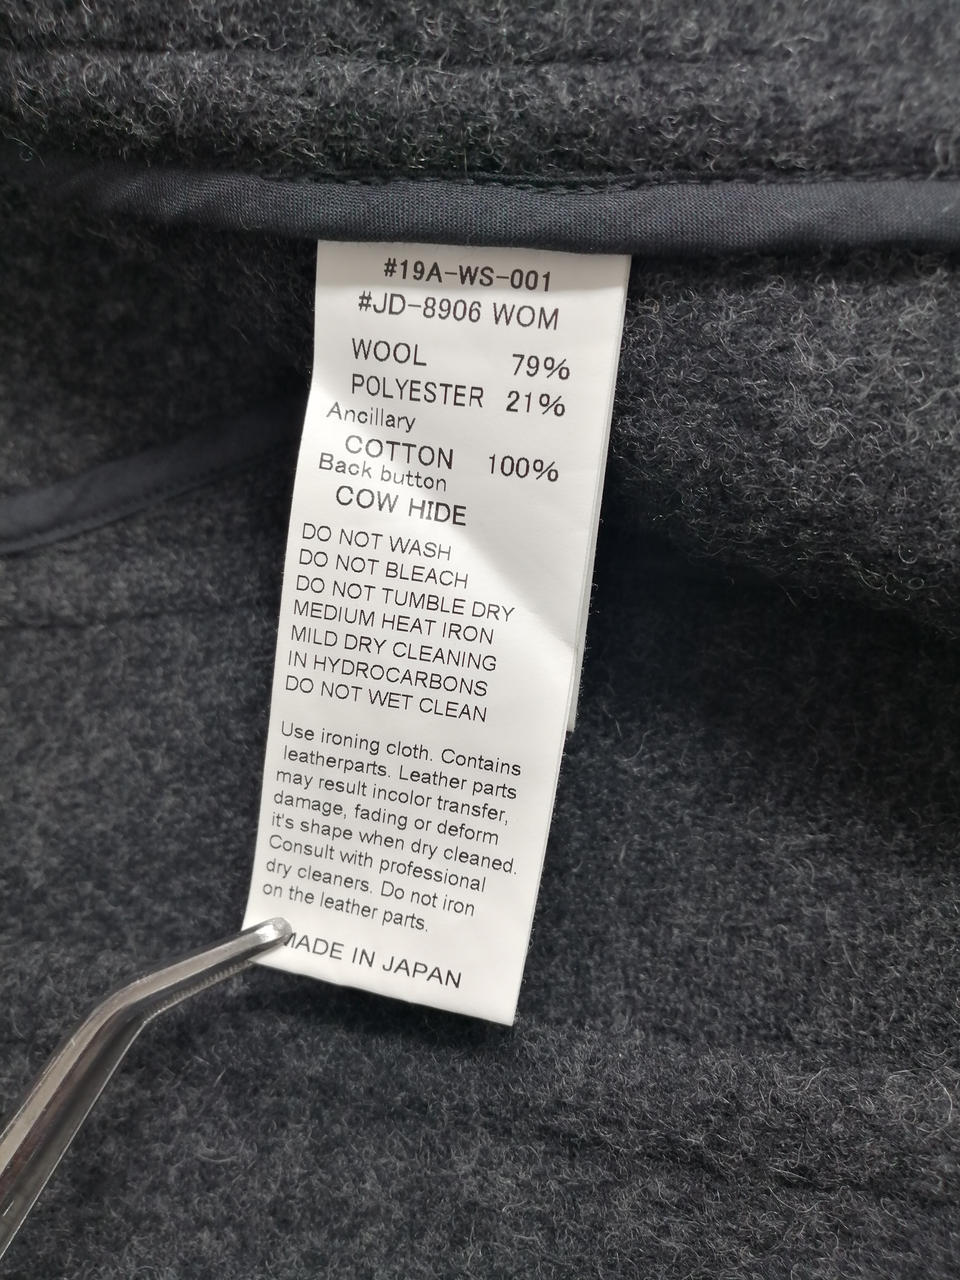 #19A-WS-001
#JD-8906 WOM
WOOL 79%
POLYESTER 21%
Ancillary
COTTON 100%
Back button
COW HIDE
DO NOT WASH
DO NOT BLEACH
DO NOT TUMBLE DRY
MEDIUM HEAT IRON
MILD DRY CLEANING
IN HYDROCARBONS
DO NOT WET CLEAN
Use ironing cloth. Contains
leatherparts. Leather parts
may result incolor transfer,
damage, fading or deform
it's shape when dry cleaned.
Consult with professional
dry cleaners. Do not iron
on the leather parts.
MADE IN JAPAN